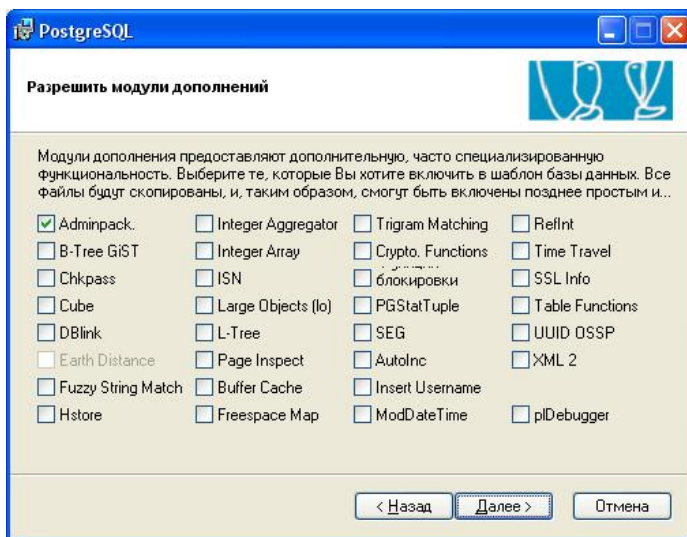 PostgreSQL
Разрешить модули дополнений
Модули дополнения предоставляют дополнительную, часто специализированную
функциональность. Выберите те, которые Вы хотите включить в шаблон базы данных. Все
файлы будут скопированы, и, таким образом, смогут быть включены позднее простым и...
Adminpack. Integer Aggregator Trigram Matching RefInt
B-Tree GiST Integer Array Crypto. Functions Time Travel
Chkpass ISN блокировки SSL Info
Cube Large Objects (lo) PGStatTuple Table Functions
DBlink L-Tree SEG UUID OSSP
Earth Distance Page Inspect AutoInc XML 2
Fuzzy String Match Buffer Cache Insert Username
Hstore Freespace Map ModDateTime plDebugger
< Назад Далее > Отмена